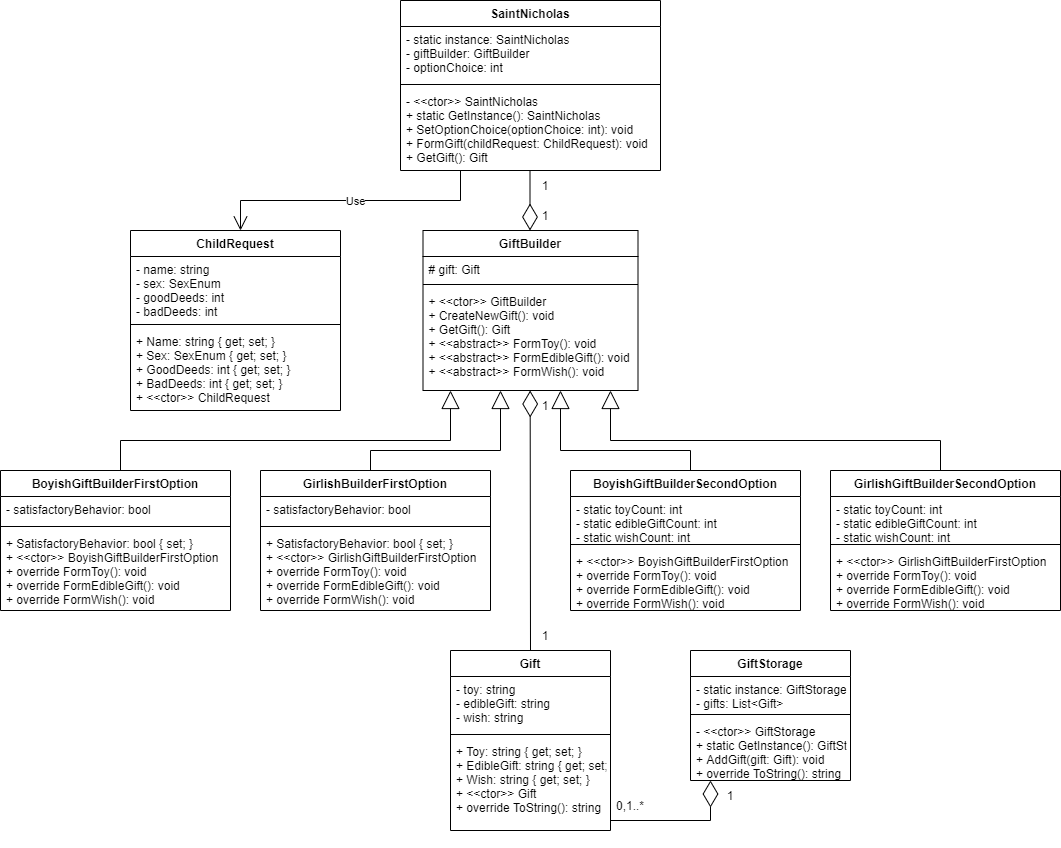 SaintNicholas
- static instance: SaintNicholas
- giftBuilder: GiftBuilder
- optionChoice: int
- <<ctor>> SaintNicholas
+ static GetInstance(): SaintNicholas
+ SetOptionChoice(optionChoice: int): void
+ FormGift(childRequest: ChildRequest): void
+ GetGift(): Gift
1
Use
1
ChildRequest
- name: string
- sex: SexEnum
- goodDeeds: int
- badDeeds: int
+ Name: string { get; set; }
+ Sex: SexEnum { get; set; }
+ GoodDeeds: int { get; set; }
+ BadDeeds: int { get; set; }
+ <<ctor>> ChildRequest
GiftBuilder
# gift: Gift
+ <<ctor>> GiftBuilder
+ CreateNewGift(): void
+ GetGift(): Gift
+ <<abstract>> FormToy(): void
+ <<abstract>> FormEdibleGift(): void
+ <<abstract>> FormWish(): void
1
BoyishGiftBuilderFirstOption
- satisfactoryBehavior: bool
+ SatisfactoryBehavior: bool { set; }
+ <<ctor>> BoyishGiftBuilderFirstOption
+ override FormToy(): void
+ override FormEdibleGift(): void
+ override FormWish(): void
GirlishBuilderFirstOption
- satisfactoryBehavior: bool
+ SatisfactoryBehavior: bool { set; }
+ <<ctor>> GirlishGiftBuilderFirstOption
+ override FormToy(): void
+ override FormEdibleGift(): void
+ override FormWish(): void
BoyishGiftBuilderSecondOption
- static toyCount: int
- static edibleGiftCount: int
- static wishCount: int
+ <<ctor>> BoyishGiftBuilderFirstOption
+ override FormToy(): void
+ override FormEdibleGift(): void
+ override FormWish(): void
GirlishGiftBuilderSecondOption
- static toyCount: int
- static edibleGiftCount: int
- static wishCount: int
+ <<ctor>> GirlishGiftBuilderFirstOption
+ override FormToy(): void
+ override FormEdibleGift(): void
+ override FormWish(): void
1
Gift
- toy: string
- edibleGift: string
- wish: string
+ Toy: string { get; set; }
+ EdibleGift: string { get; set;
+ Wish: string { get; set; }
+ <<ctor>> Gift
+ override ToString(): string
GiftStorage
- static instance: GiftStorage
- gifts: List<Gift>
- <<ctor>> GiftStorage
+ static GetInstance(): GiftSt
+ AddGift(gift: Gift): void
+ override ToString(): string
1
0,1..*